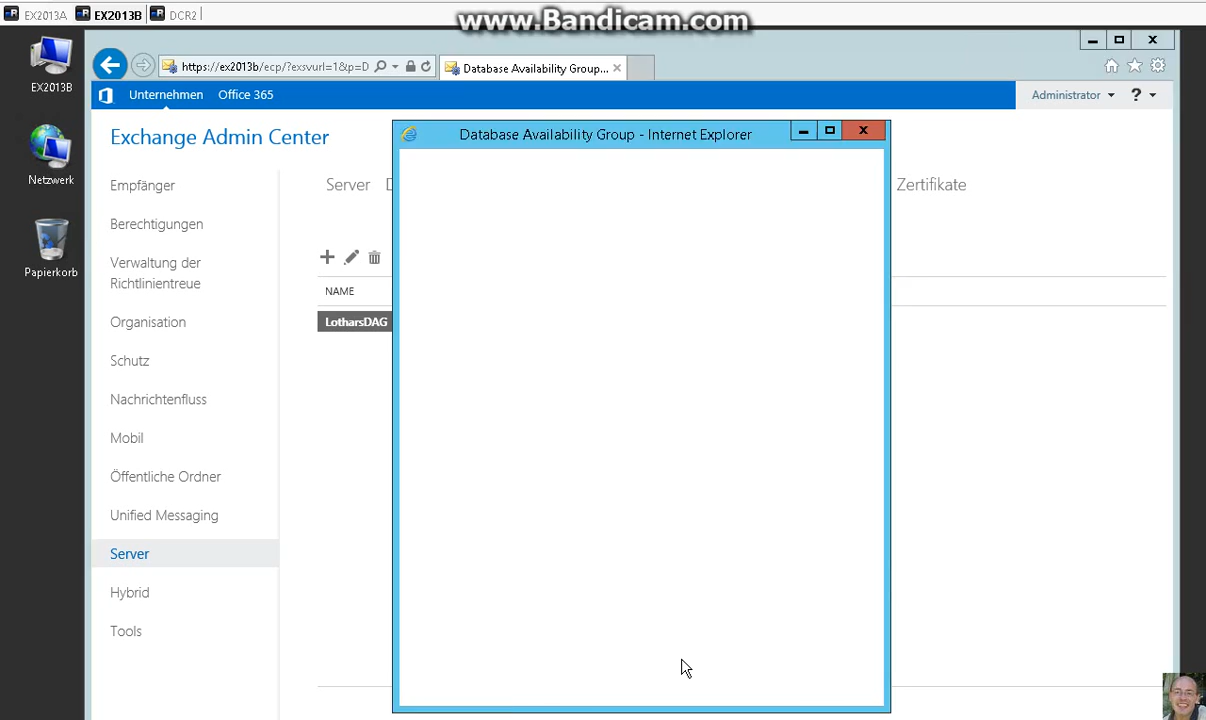 EX2013A EX2013B DCR2
www.Bandicam.com
EX2013B
Netzwerk
Papierkorb
https://ex2013b/ecp/?exsvurl=1&p=D
Database Availability Group...
Unternehmen Office 365
Administrator ?
Exchange Admin Center
Database Availability Group - Internet Explorer
Empfänger
Berechtigungen
Verwaltung der
Richtlinientreue
Organisation
Schutz
Nachrichtenfluss
Mobil
Öffentliche Ordner
Unified Messaging
Server
Hybrid
Tools
Server D Zertifikate
NAME
LotharsDAG